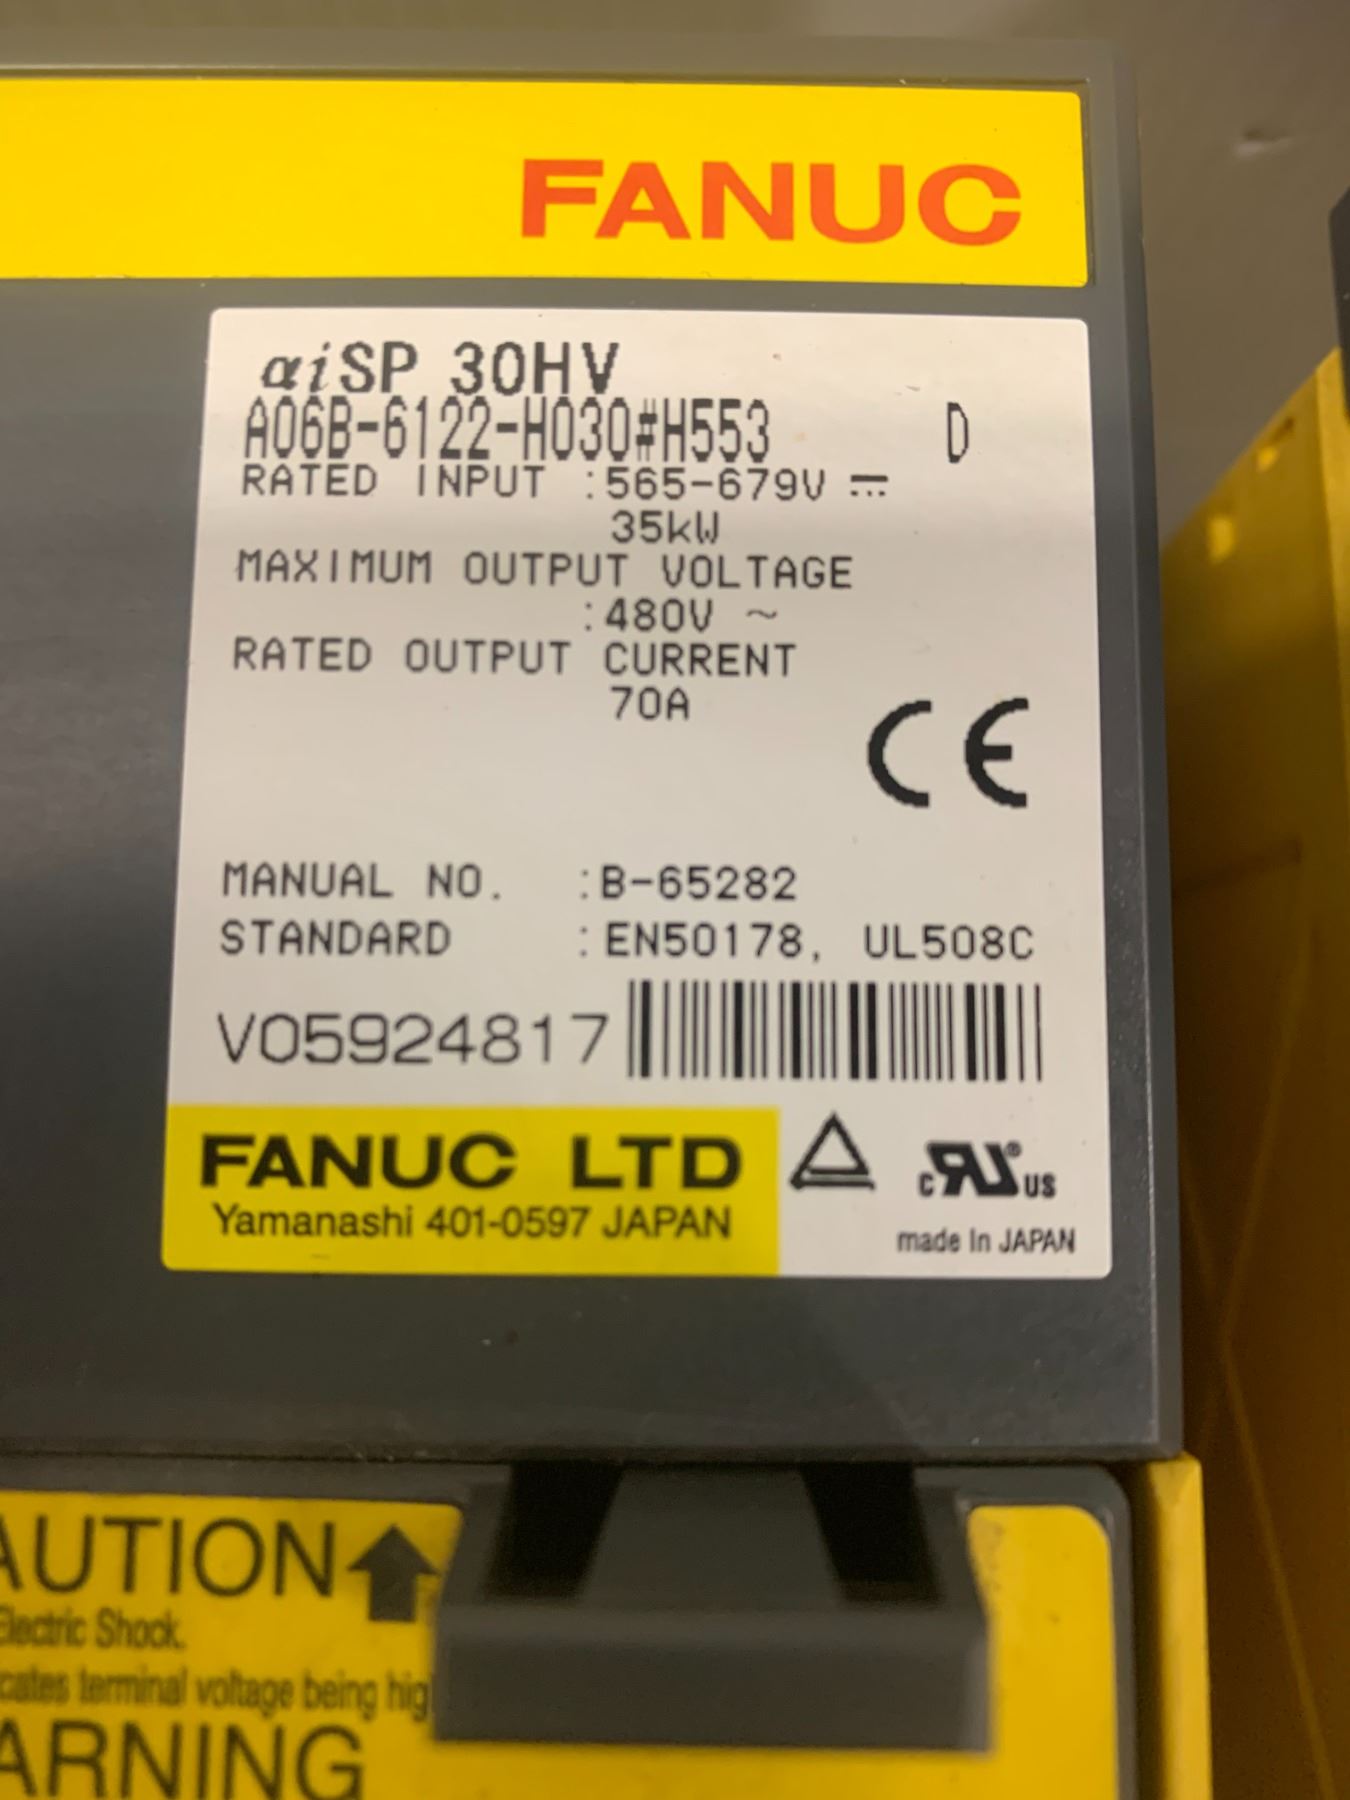 FANUC
αiSP 30HV
A06B-6122-H030#H553 D
RATED INPUT :565-679V ⎓
35kW
MAXIMUM OUTPUT VOLTAGE
:480V ~
RATED OUTPUT CURRENT
70A
CE
MANUAL NO. :B-65282
STANDARD :EN50178, UL508C
V05924817
FANUC LTD
Yamanashi 401-0597 JAPAN
c RU® US
made In JAPAN
AUTION
Electric Shock.
cates terminal voltage being hig
ARNING